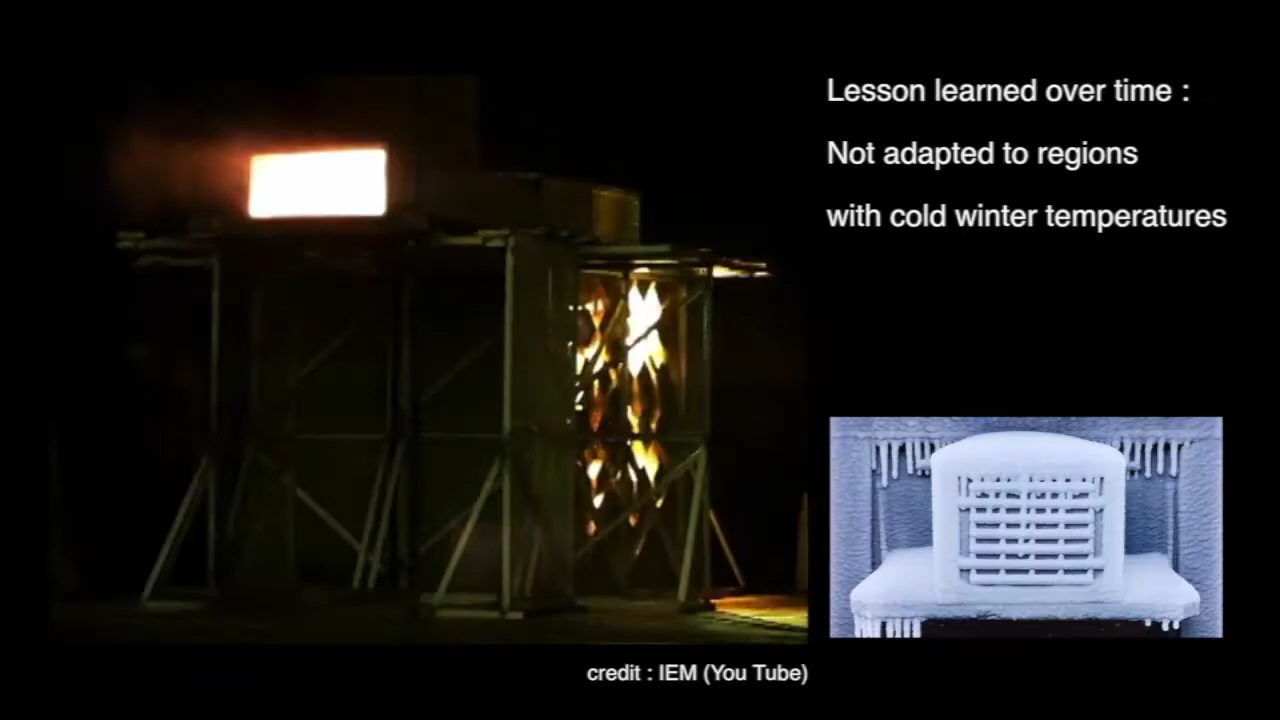 Lesson learned over time :
Not adapted to regions
with cold winter temperatures
credit : IEM (You Tube)